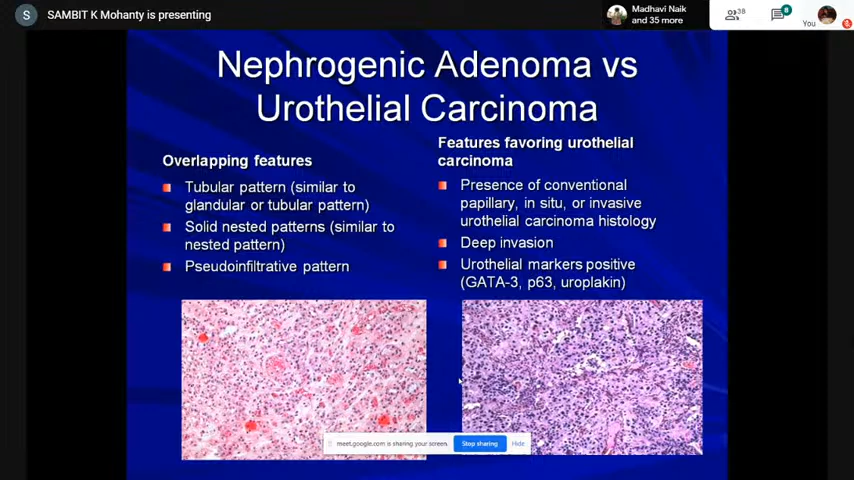 S
SAMBIT K Mohanty is presenting
Madhavi Naik
and 35 more
38
8
You
Nephrogenic Adenoma vs
Urothelial Carcinoma
Overlapping features
Tubular pattern (similar to
glandular or tubular pattern)
Solid nested patterns (similar to
nested pattern)
Pseudoinfiltrative pattern
Features favoring urothelial
carcinoma
Presence of conventional
papillary, in situ, or invasive
urothelial carcinoma histology
Deep invasion
Urothelial markers positive
(GATA-3, p63, uroplakin)
meet.google.com is sharing your screen.
Stop sharing
Hide